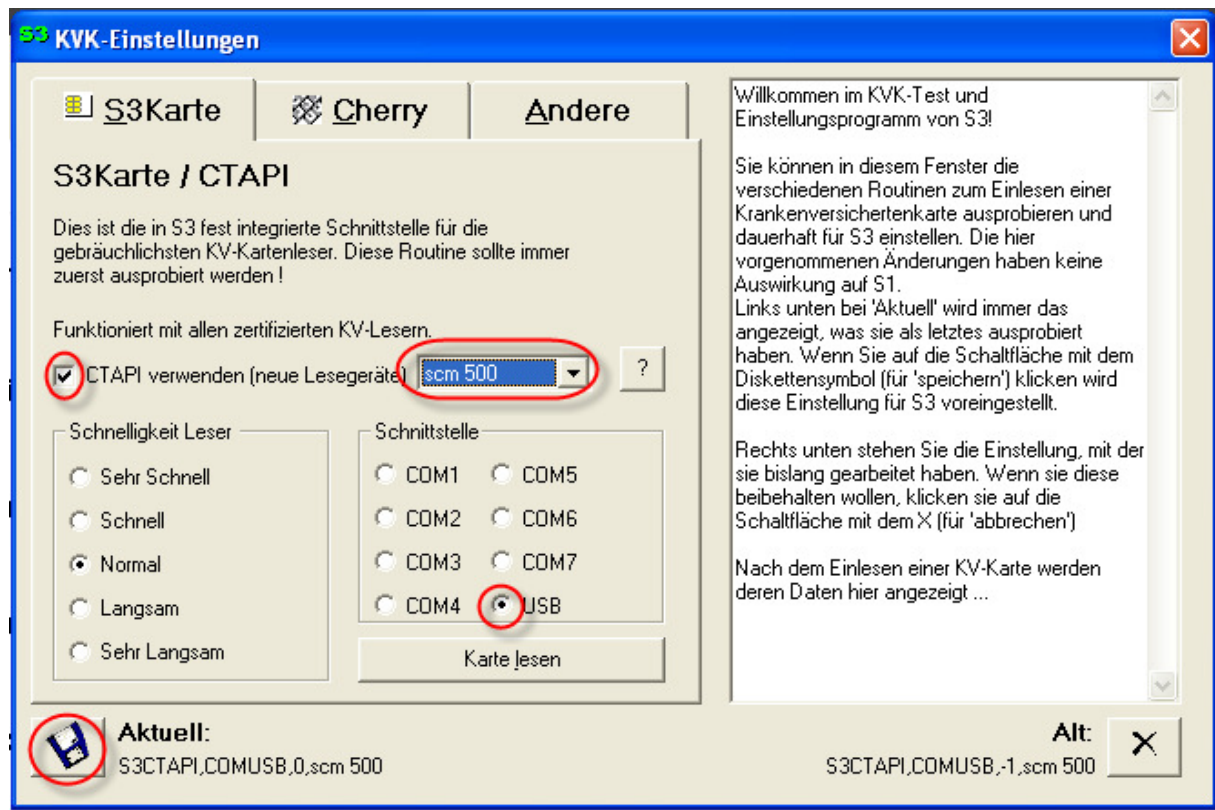 S3 KVK-Einstellungen
S3Karte
Cherry
Andere
S3Karte / CTAPI
Dies ist die in S3 fest integrierte Schnittstelle für die
gebräuchlichsten KV-Kartenleser. Diese Routine sollte immer
zuerst ausprobiert werden !
Funktioniert mit allen zertifizierten KV-Lesern.
CTAPI verwenden (neue Lesegeräte)
scm 500
?
Schnelligkeit Leser
Sehr Schnell
Schnell
Normal
Langsam
Sehr Langsam
Schnittstelle
COM1 COM5
COM2 COM6
COM3 COM7
COM4 USB
Karte lesen
Willkommen im KVK-Test und
Einstellungsprogramm von S3!
Sie können in diesem Fenster die
verschiedenen Routinen zum Einlesen einer
Krankenversichertenkarte ausprobieren und
dauerhaft für S3 einstellen. Die hier
vorgenommenen Änderungen haben keine
Auswirkung auf S1.
Links unten bei 'Aktuell' wird immer das
angezeigt, was sie als letztes ausprobiert
haben. Wenn Sie auf die Schaltfläche mit dem
Diskettensymbol (für 'speichern') klicken wird
diese Einstellung für S3 voreingestellt.
Rechts unten stehen Sie die Einstellung, mit der
sie bislang gearbeitet haben. Wenn sie diese
beibehalten wollen, klicken sie auf die
Schaltfläche mit dem X (für 'abbrechen')
Nach dem Einlesen einer KV-Karte werden
deren Daten hier angezeigt ...
Aktuell:
S3CTAPI,COMUSB,0,scm 500
Alt:
S3CTAPI,COMUSB,-1,scm 500